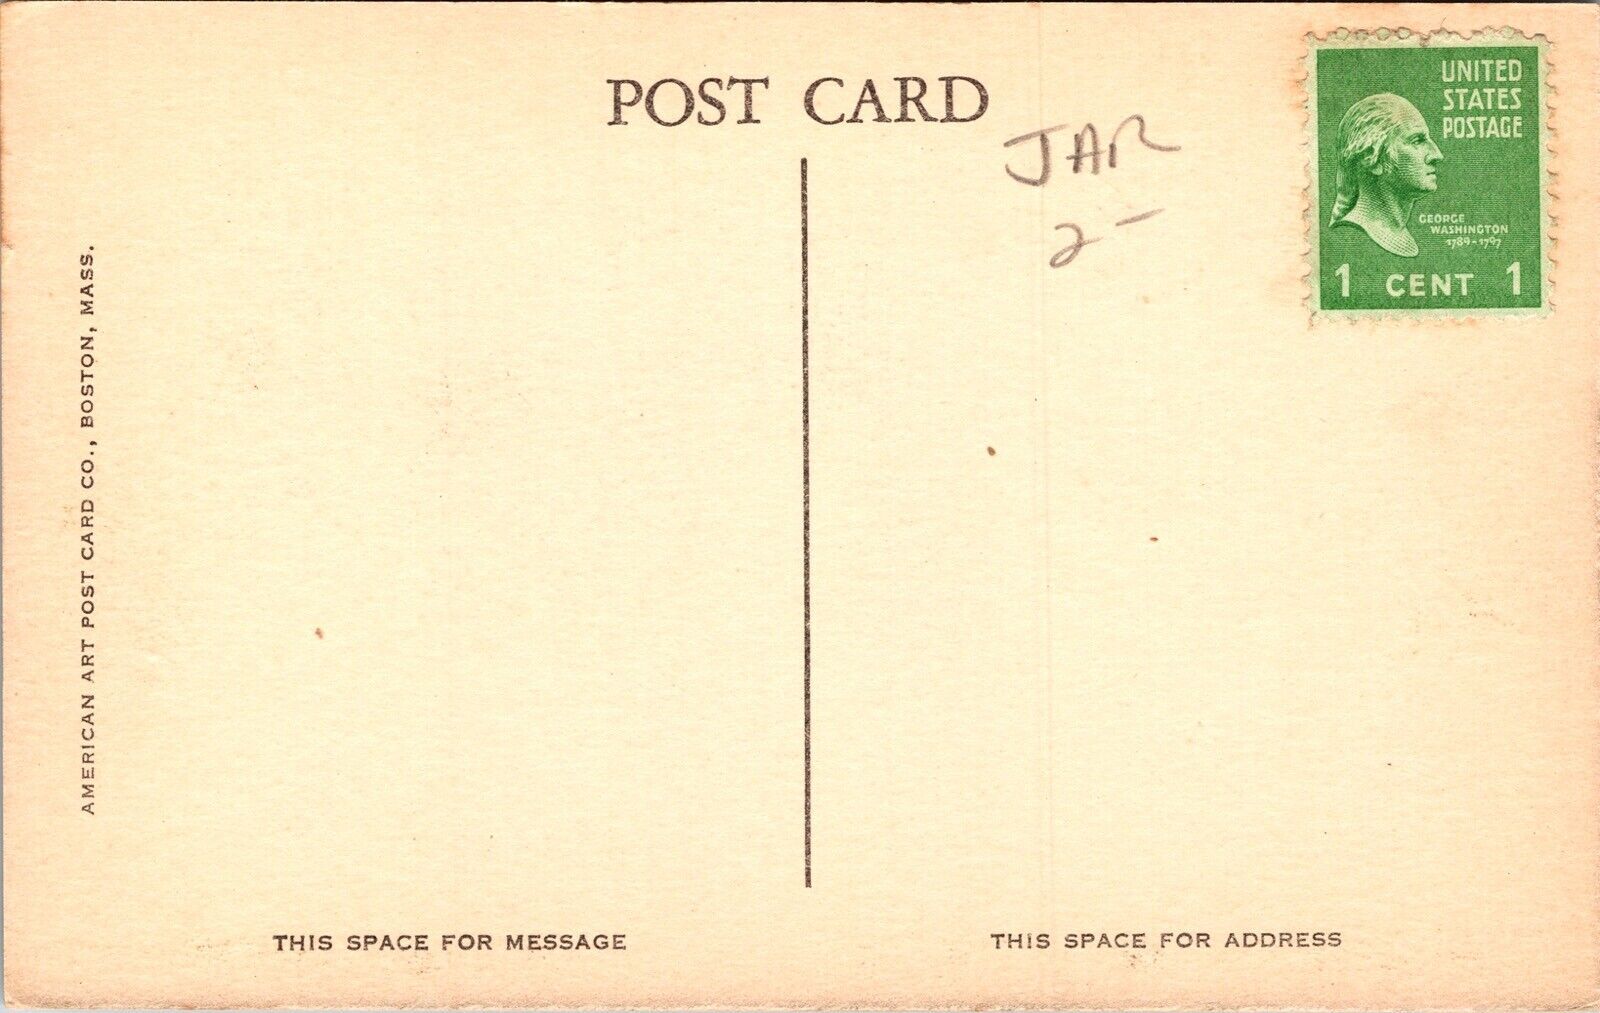 POST CARD
JAR
2-
UNITED
STATES
POSTAGE
GEORGE
WASHINGTON
1789-1797
1 CENT 1
AMERICAN ART POST CARD CO., BOSTON, MASS.
THIS SPACE FOR MESSAGE
THIS SPACE FOR ADDRESS